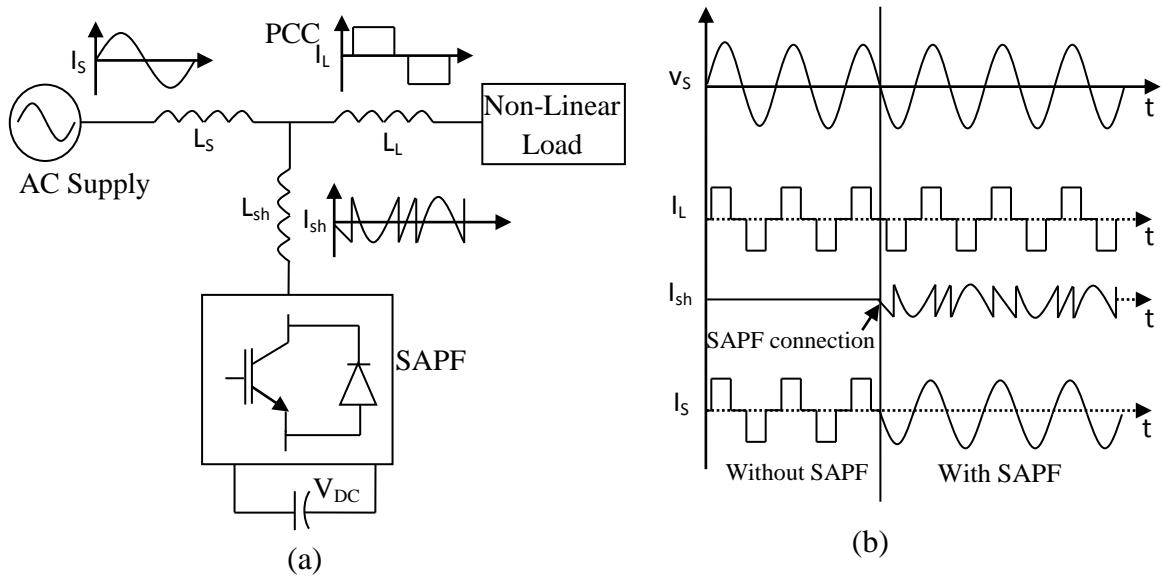 PCC
I_S
I_L
L_S
L_L
Non-Linear
Load
AC Supply
L_sh
I_sh
SAPF
V_DC
(a)
v_S
t
I_L
t
I_sh
t
SAPF connection
I_S
t
Without SAPF
With SAPF
(b)